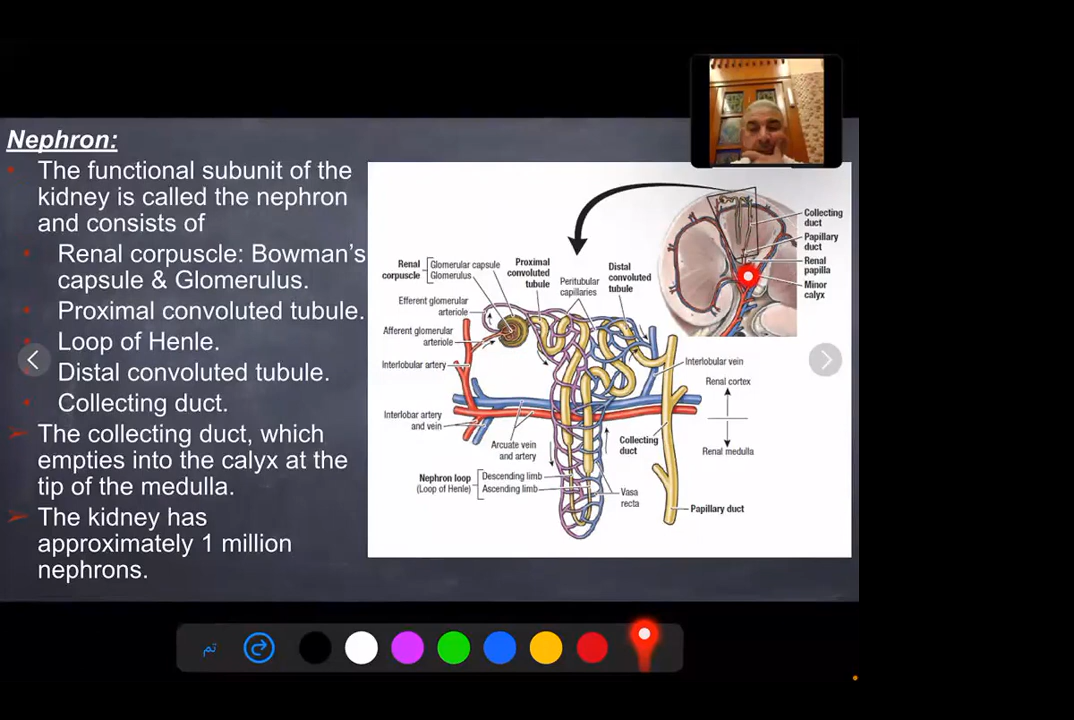 Nephron:
The functional subunit of the
kidney is called the nephron
and consists of
Renal corpuscle: Bowman's
capsule & Glomerulus.
Proximal convoluted tubule.
Loop of Henle.
Distal convoluted tubule.
Collecting duct.
The collecting duct, which
empties into the calyx at the
tip of the medulla.
The kidney has
approximately 1 million
nephrons.
Collecting
duct
Papillary
duct
Renal
papilla
Minor
calyx
Renal
corpuscle
Glomerular capsule
Glomerulus
Proximal
convoluted
tubule
Peritubular
capillaries
Distal
convoluted
tubule
Efferent glomerular
arteriole
Afferent glomerular
arteriole
Interlobular artery
Interlobular vein
Renal cortex
Interlobar artery
and vein
Arcuate vein
and artery
Collecting
duct
Renal medulla
Nephron loop
(Loop of Henle)
Descending limb
Ascending limb
Vasa
recta
Papillary duct
تم